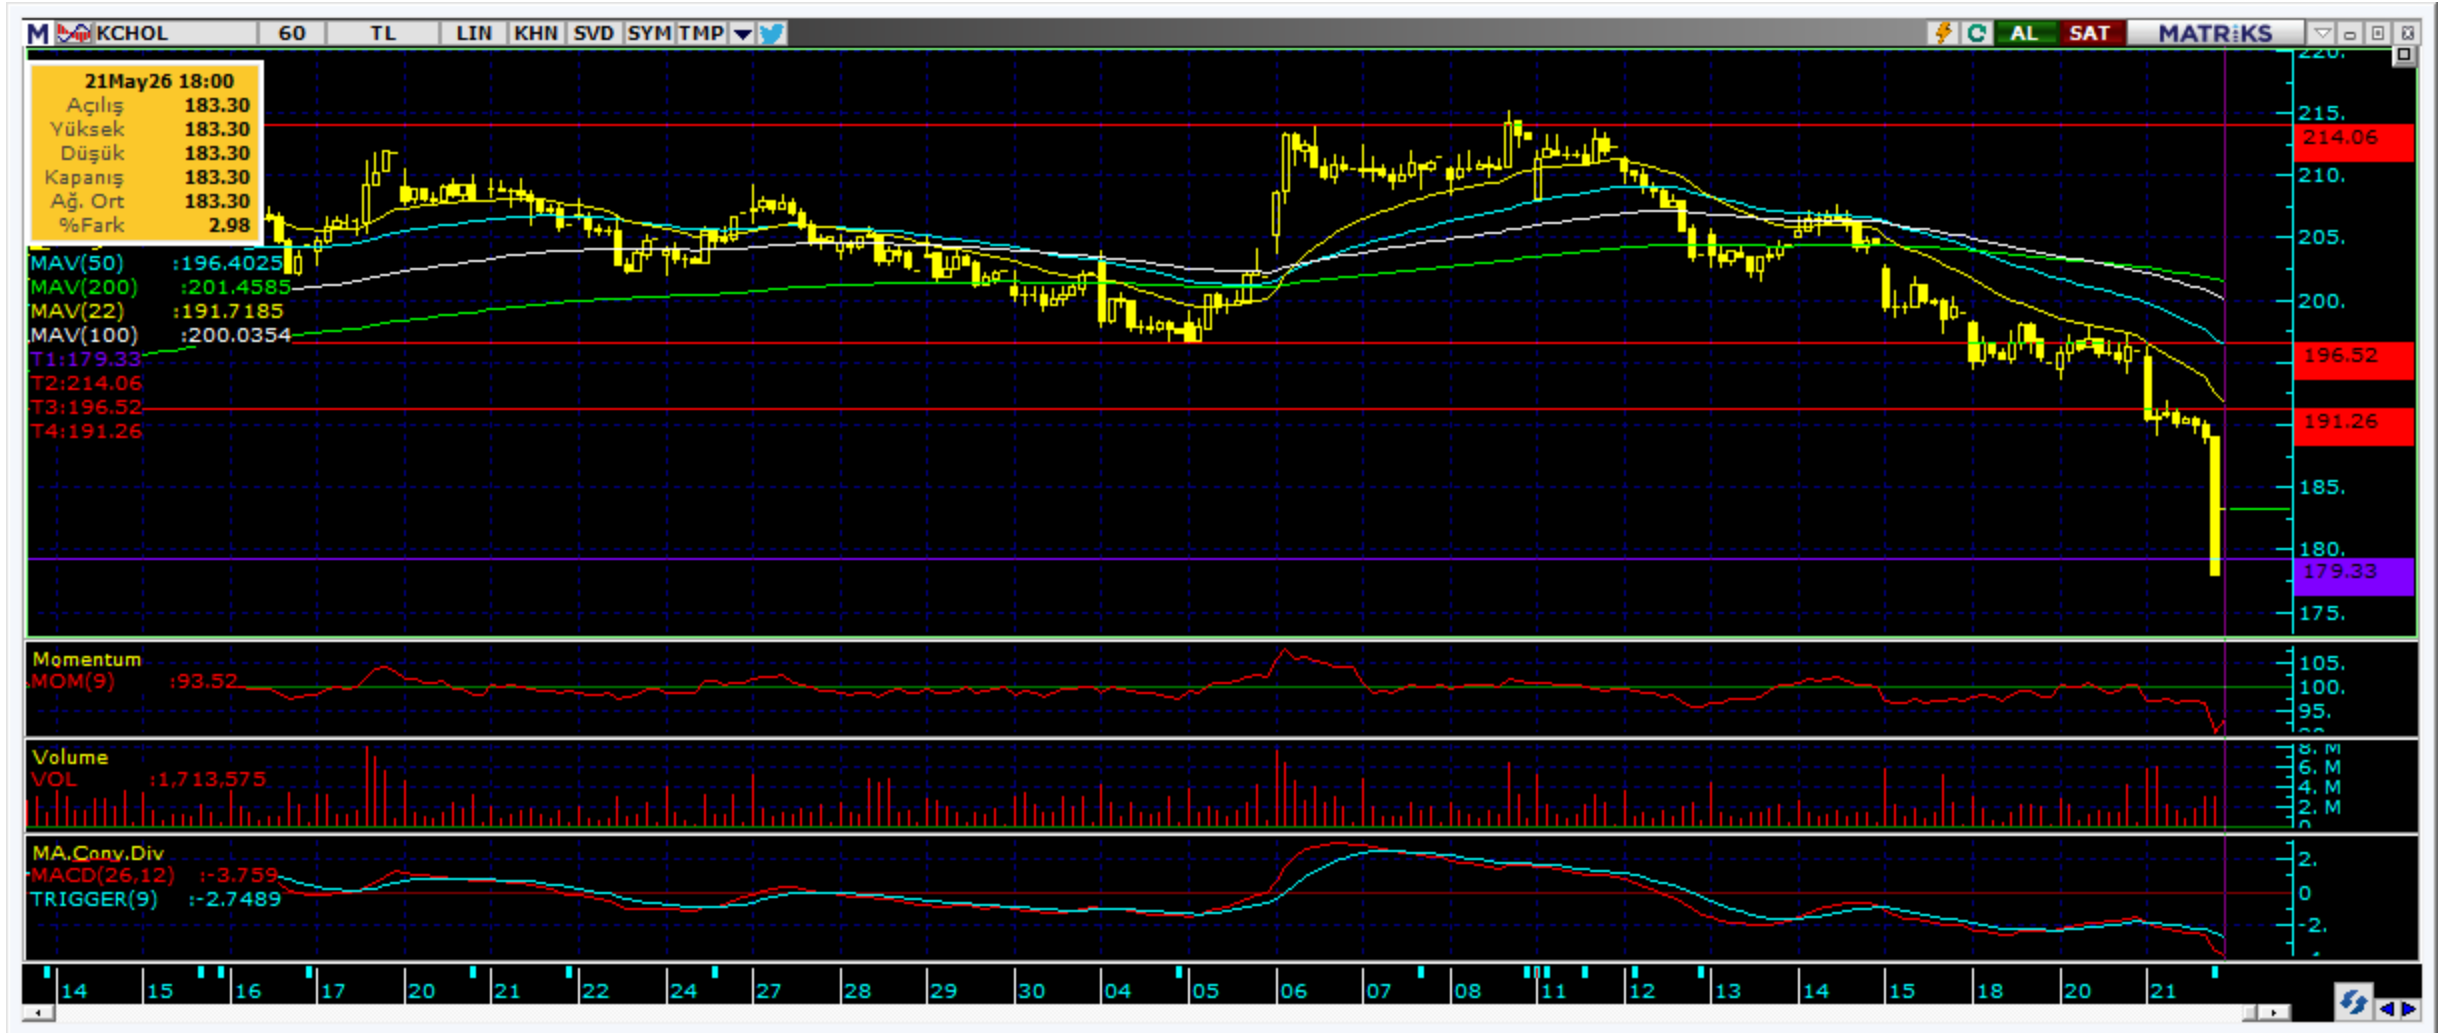 M KCHOL 60 TL LIN KHN SVD SYM TMP AL SAT MATRiKS
21May26 18:00
Açılış 183.30
Yüksek 183.30
Düşük 183.30
Kapanış 183.30
Ağ. Ort 183.30
%Fark 2.98
MAV(50) :196.4025
MAV(200) :201.4585
MAV(22) :191.7185
MAV(100) :200.0354
T1:179.33
T2:214.06
T3:196.52
T4:191.26
220.
215.
214.06
210.
205.
200.
196.52
191.26
185.
180.
179.33
175.
Momentum
MOM(9) :93.52
105.
100.
95.
Volume
VOL :1,713,575
8. M
6. M
4. M
2. M
0
MA.Conv.Div
MACD(26,12) :-3.759
TRIGGER(9) :-2.7489
2.
0
-2.
14 15 16 17 20 21 22 24 27 28 29 30 04 05 06 07 08 11 12 13 14 15 18 20 21